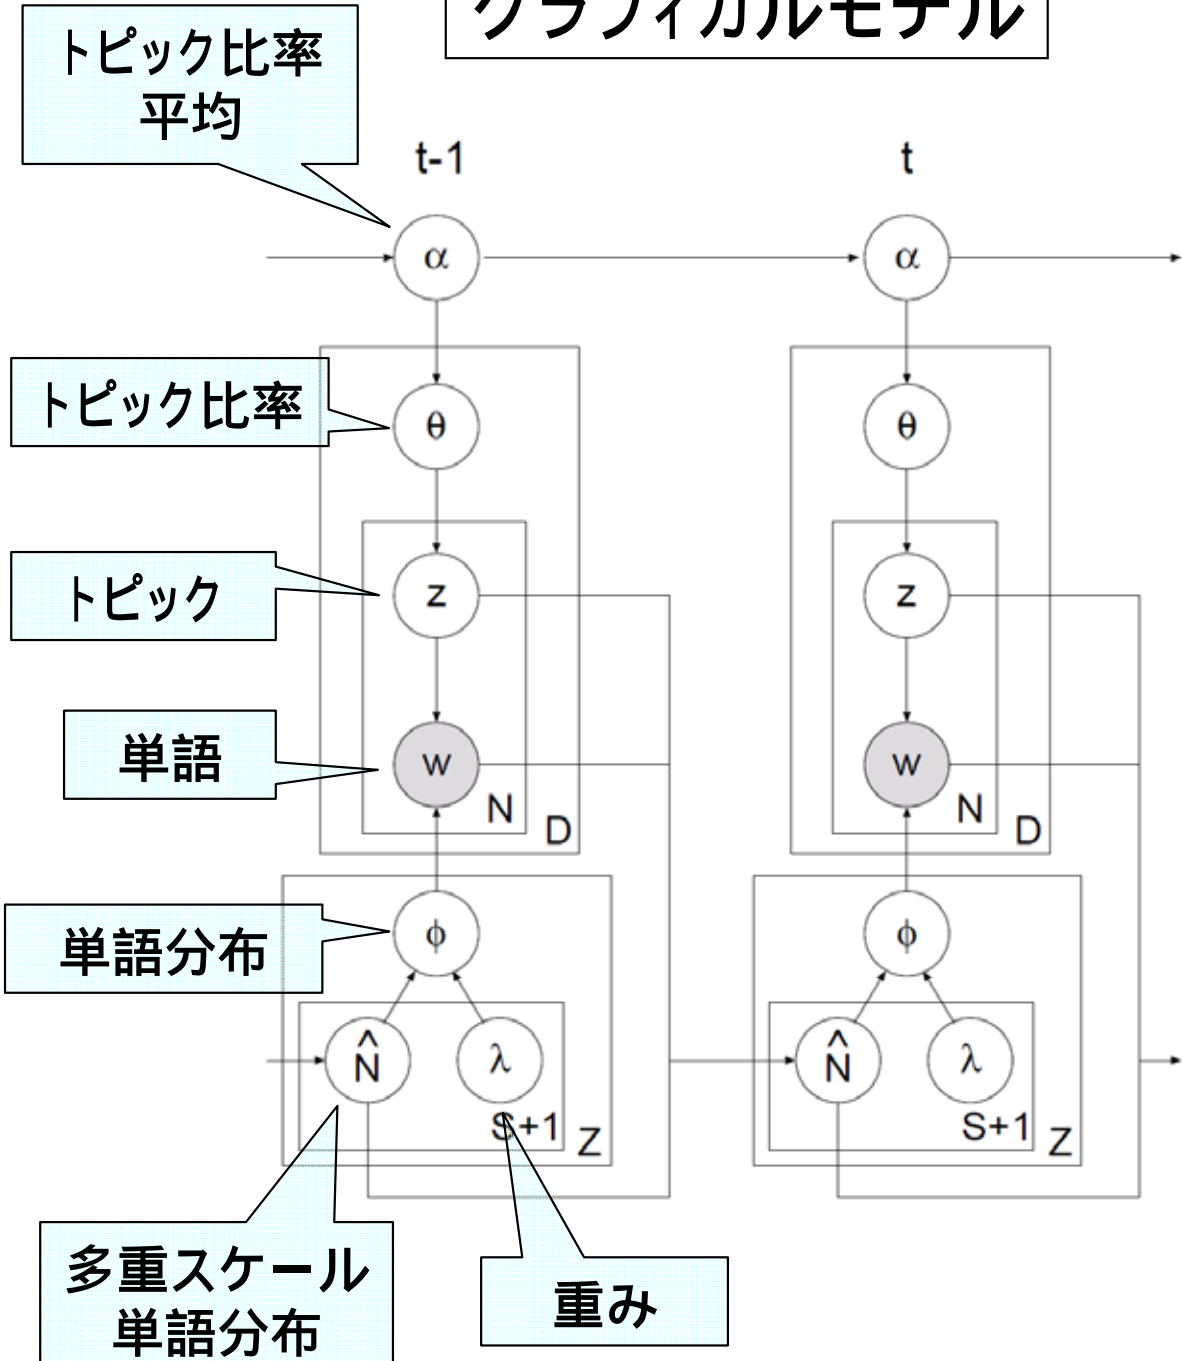 グラフィカルモデル
トピック比率
平均
t-1
t
α
α
トピック比率
θ
θ
トピック
z
z
単語
w
w
N
D
N
D
単語分布
φ
φ
N̂
λ
N̂
λ
S+1
Z
S+1
Z
多重スケール
単語分布
重み